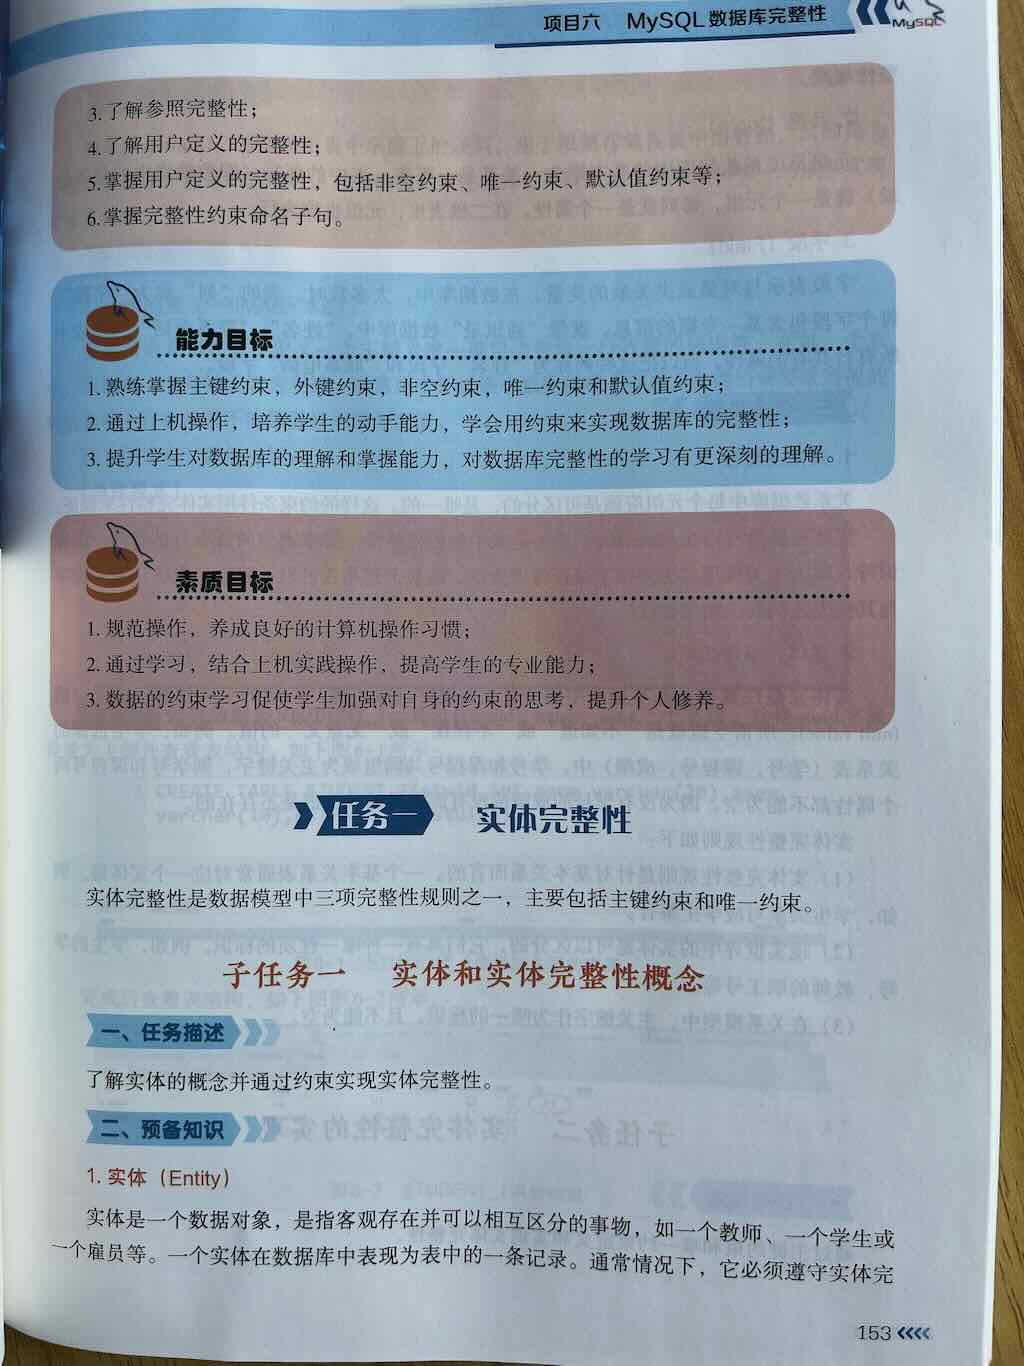 项目六 MySQL 数据库完整性
MySQL
3.了解参照完整性；
4.了解用户定义的完整性；
5.掌握用户定义的完整性，包括非空约束、唯一约束、默认值约束等；
6.掌握完整性约束命名子句。
能力目标
1. 熟练掌握主键约束，外键约束，非空约束，唯一约束和默认值约束；
2. 通过上机操作，培养学生的动手能力，学会用约束来实现数据库的完整性；
3. 提升学生对数据库的理解和掌握能力，对数据库完整性的学习有更深刻的理解。
素质目标
1. 规范操作，养成良好的计算机操作习惯；
2. 通过学习，结合上机实践操作，提高学生的专业能力；
3. 数据的约束学习促使学生加强对自身的约束的思考，提升个人修养。
任务一 实体完整性
实体完整性是数据模型中三项完整性规则之一，主要包括主键约束和唯一约束。
子任务一 实体和实体完整性概念
一、任务描述
了解实体的概念并通过约束实现实体完整性。
二、预备知识
1. 实体（Entity）
实体是一个数据对象，是指客观存在并可以相互区分的事物，如一个教师、一个学生或
一个雇员等。一个实体在数据库中表现为表中的一条记录。通常情况下，它必须遵守实体完
153